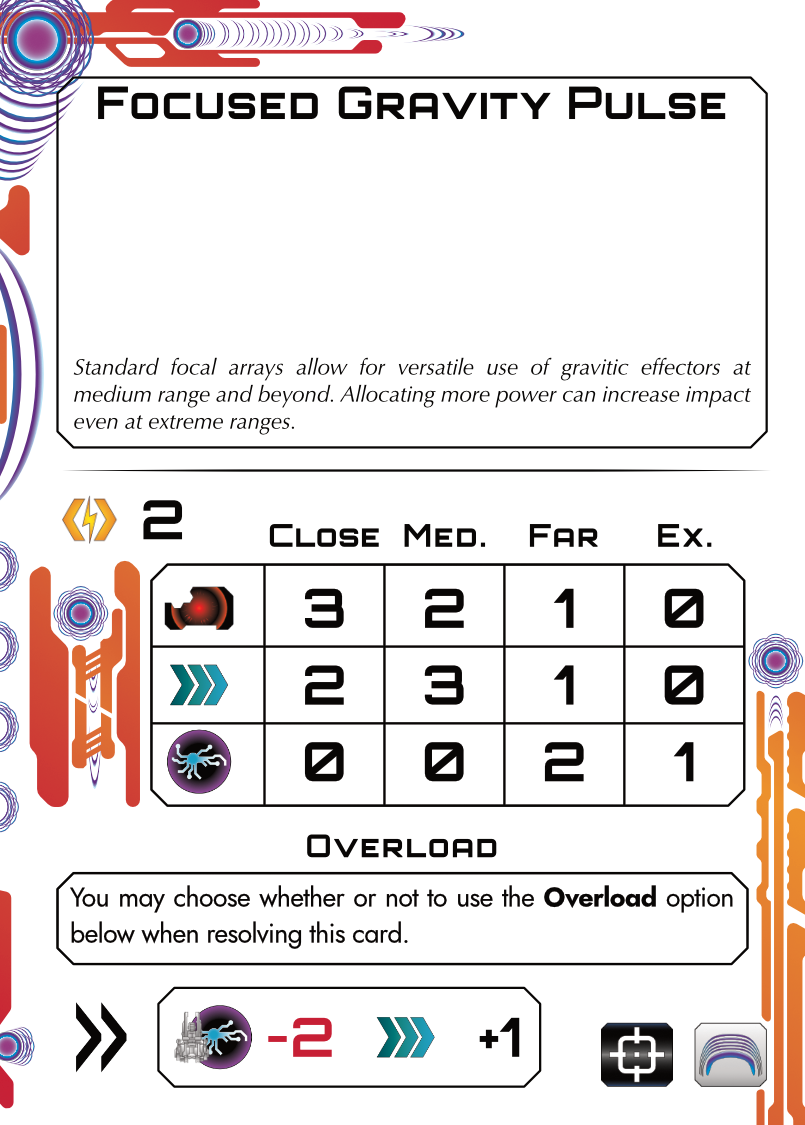 Focused Gravity Pulse
Standard focal arrays allow for versatile use of gravitic effectors at
medium range and beyond. Allocating more power can increase impact
even at extreme ranges.
2
Close Med. Far Ex.
3 2 1 0
2 3 1 0
0 0 2 1
Overload
You may choose whether or not to use the Overload option
below when resolving this card.
-2 +1